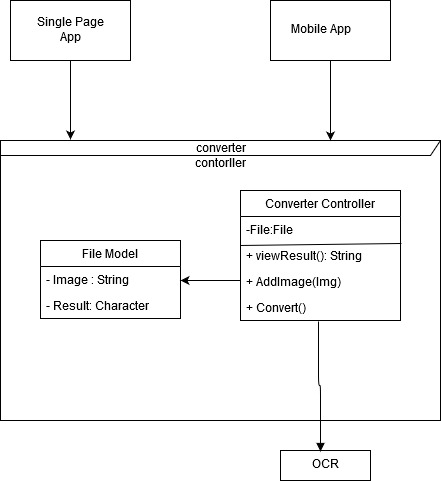 Single Page
App
Mobile App
converter
contorller
Converter Controller
-File:File
+ viewResult(): String
+ AddImage(Img)
+ Convert()
File Model
- Image : String
- Result: Character
OCR